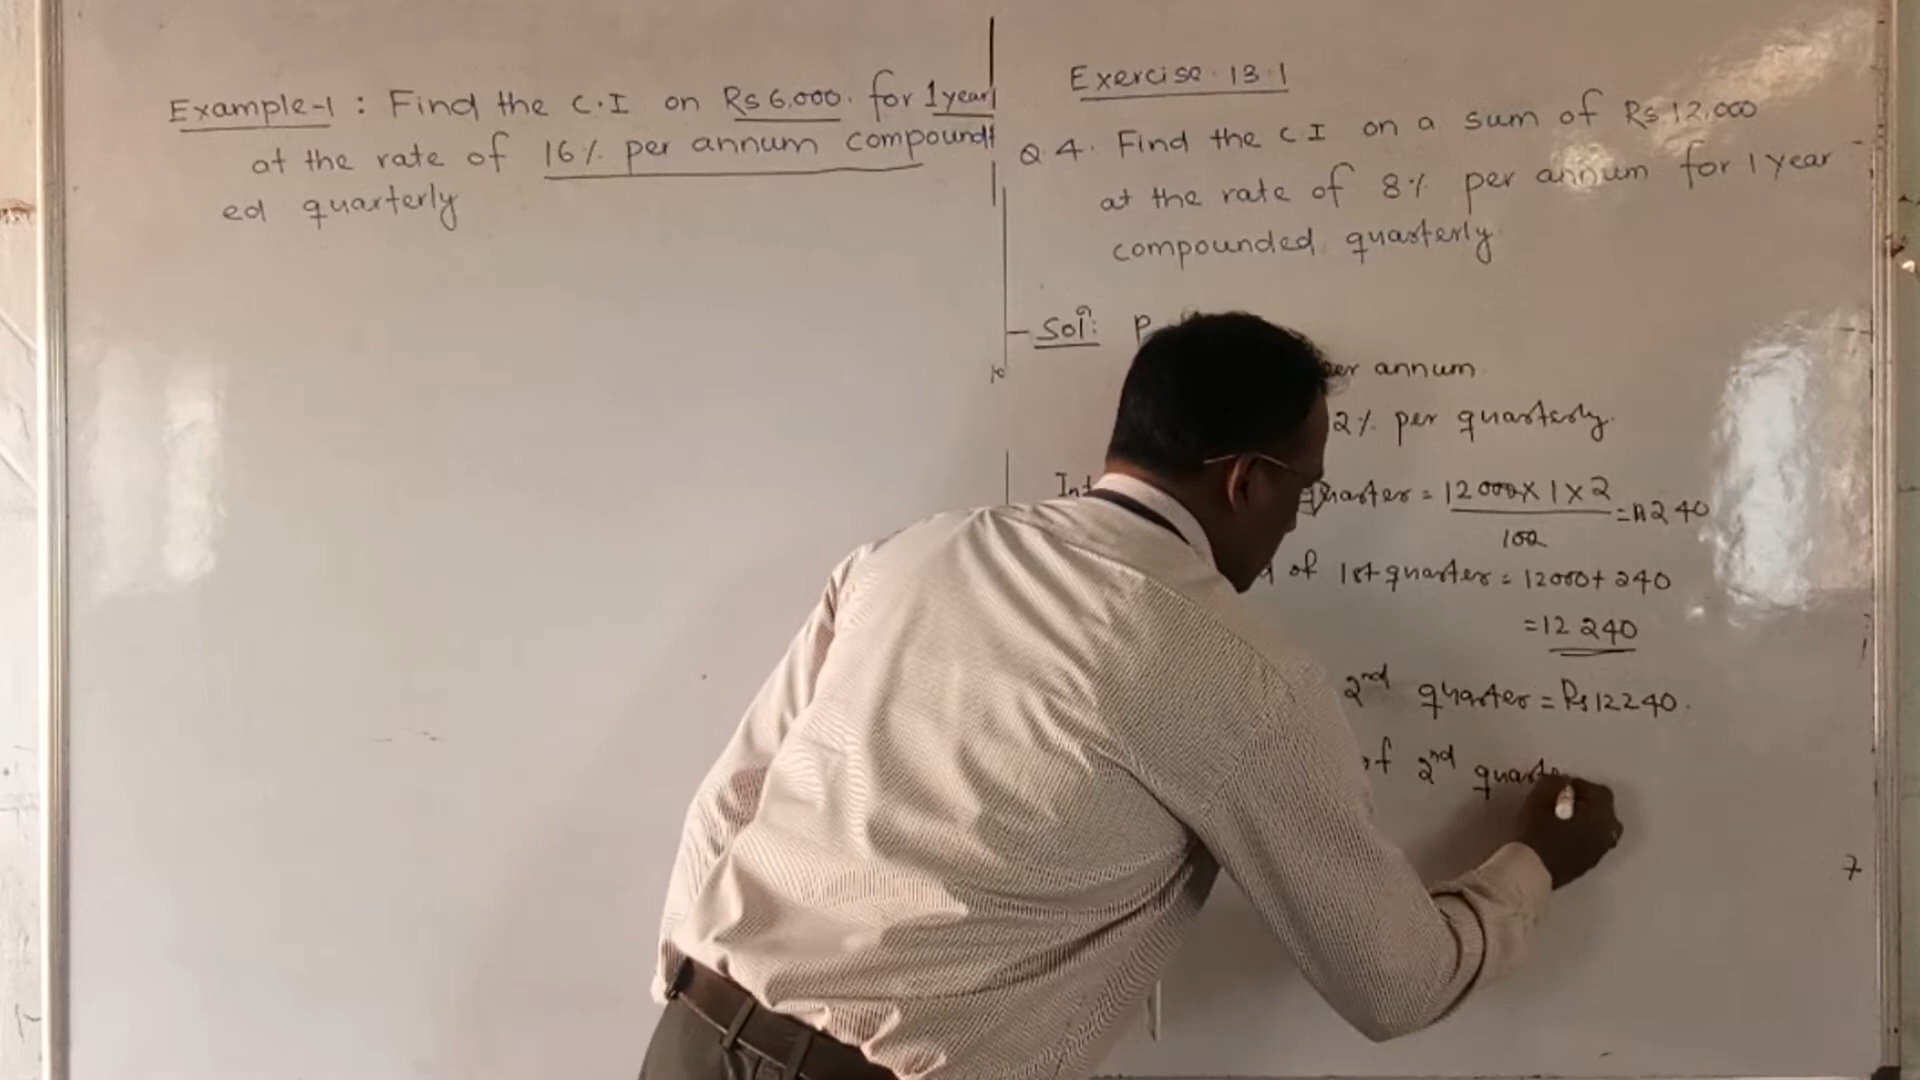 Example-1 : Find the C.I on Rs 6,000. for 1 year
at the rate of 16% per annum compound
ed quarterly
Exercise 13.1
Q.4. Find the C.I on a sum of Rs 12,000
at the rate of 8% per annum for 1 year
compounded quarterly
Sol: P
per annum
2% per quarterly.
Int quarter = 12000 x 1 x 2
100
= 240
of 1st quarter = 12000 + 240
= 12240
2nd quarter = Rs 12240.
of 2nd quarte
7